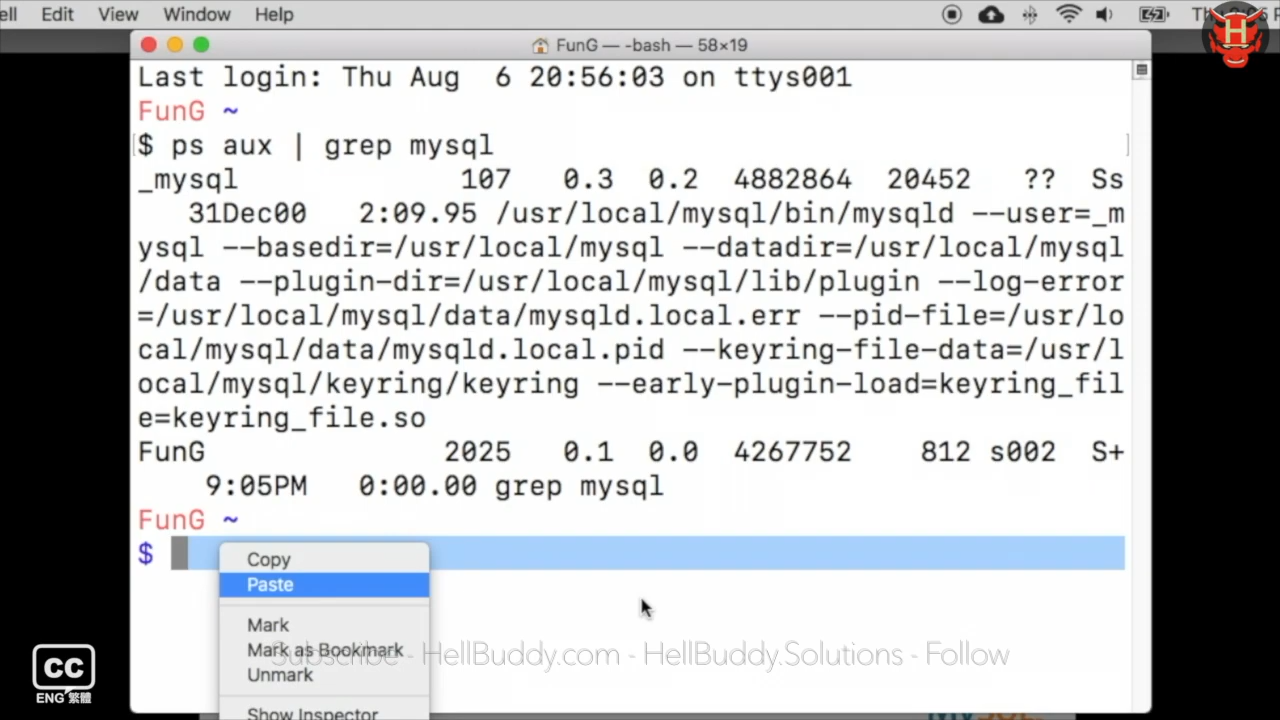 ell Edit View Window Help
FunG — -bash — 58×19
Last login: Thu Aug  6 20:56:03 on ttys001
FunG ~
$ ps aux | grep mysql
_mysql 107 0.3 0.2 4882864 20452 ?? Ss
31Dec00 2:09.95 /usr/local/mysql/bin/mysqld --user=_m
ysql --basedir=/usr/local/mysql --datadir=/usr/local/mysql
/data --plugin-dir=/usr/local/mysql/lib/plugin --log-error
=/usr/local/mysql/data/mysqld.local.err --pid-file=/usr/lo
cal/mysql/data/mysqld.local.pid --keyring-file-data=/usr/l
ocal/mysql/keyring/keyring --early-plugin-load=keyring_fil
e=keyring_file.so
FunG 2025 0.1 0.0 4267752 812 s002 S+
9:05PM 0:00.00 grep mysql
FunG ~
$
Copy
Paste
Mark
Mark as Bookmark
Unmark
Show Inspector
Subscribe - HellBuddy.com - HellBuddy.Solutions - Follow
CC
ENG 繁體
H